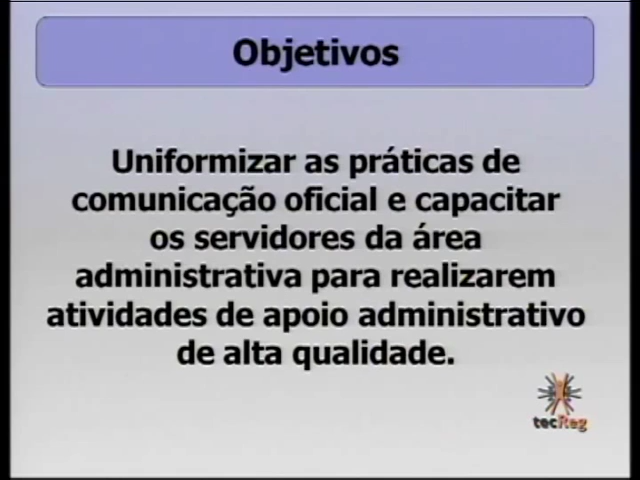 Objetivos
Uniformizar as práticas de
comunicação oficial e capacitar
os servidores da área
administrativa para realizarem
atividades de apoio administrativo
de alta qualidade.
tecReg